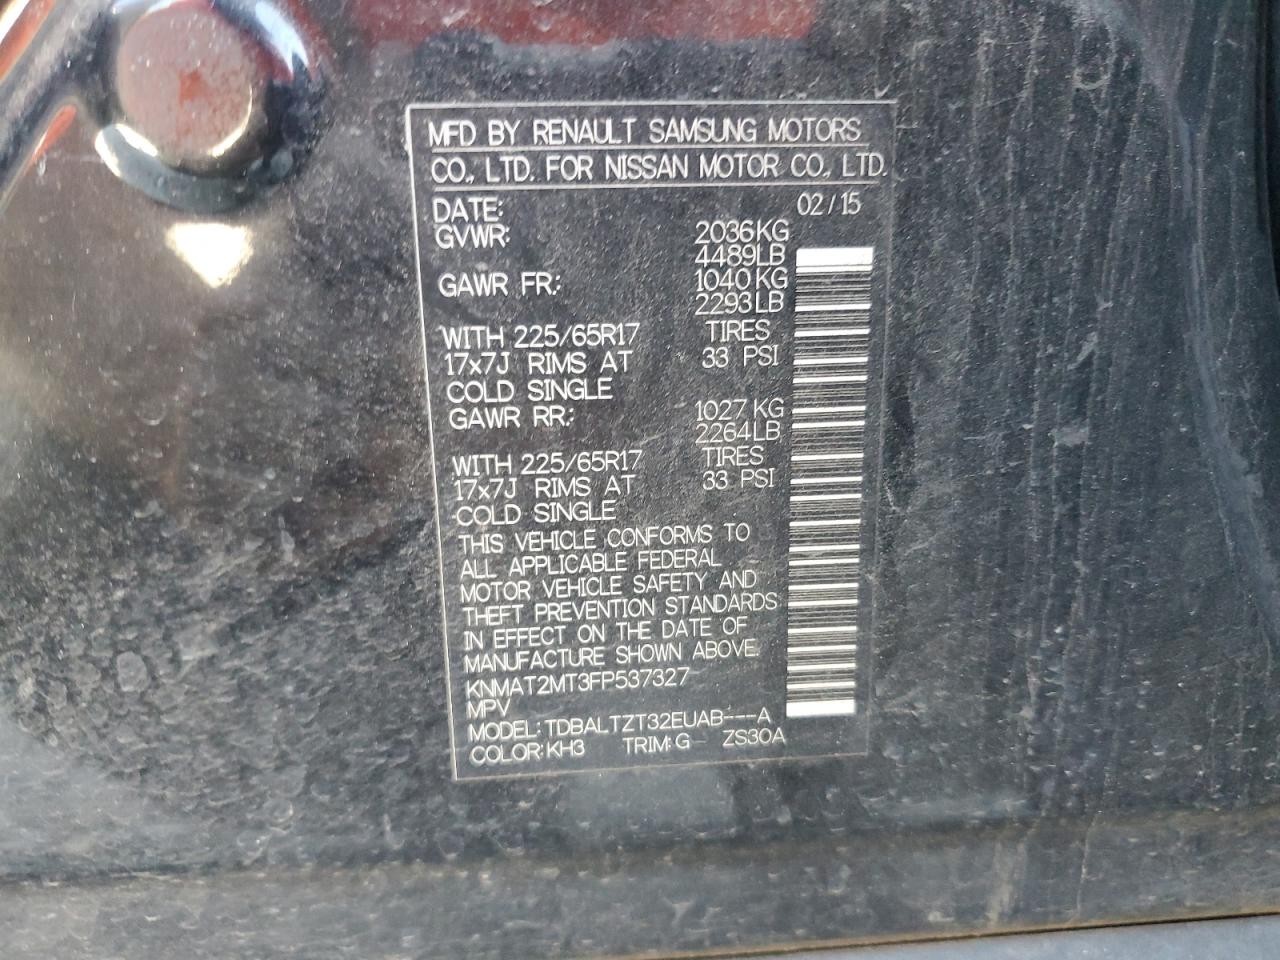 MFD BY RENAULT SAMSUNG MOTORS
CO., LTD. FOR NISSAN MOTOR CO., LTD.
DATE: 02/15
GVWR: 2036KG
4489LB
GAWR FR: 1040KG
2293LB
WITH 225/65R17 TIRES
17x7J RIMS AT 33 PSI
COLD SINGLE
GAWR RR: 1027KG
2264LB
WITH 225/65R17 TIRES
17x7J RIMS AT 33 PSI
COLD SINGLE
THIS VEHICLE CONFORMS TO
ALL APPLICABLE FEDERAL
MOTOR VEHICLE SAFETY AND
THEFT PREVENTION STANDARDS
IN EFFECT ON THE DATE OF
MANUFACTURE SHOWN ABOVE.
KNMAT2MT3FP537327
MPV
MODEL: TDBALTZT32EUAB---A
COLOR: KH3 TRIM: G ZS30A